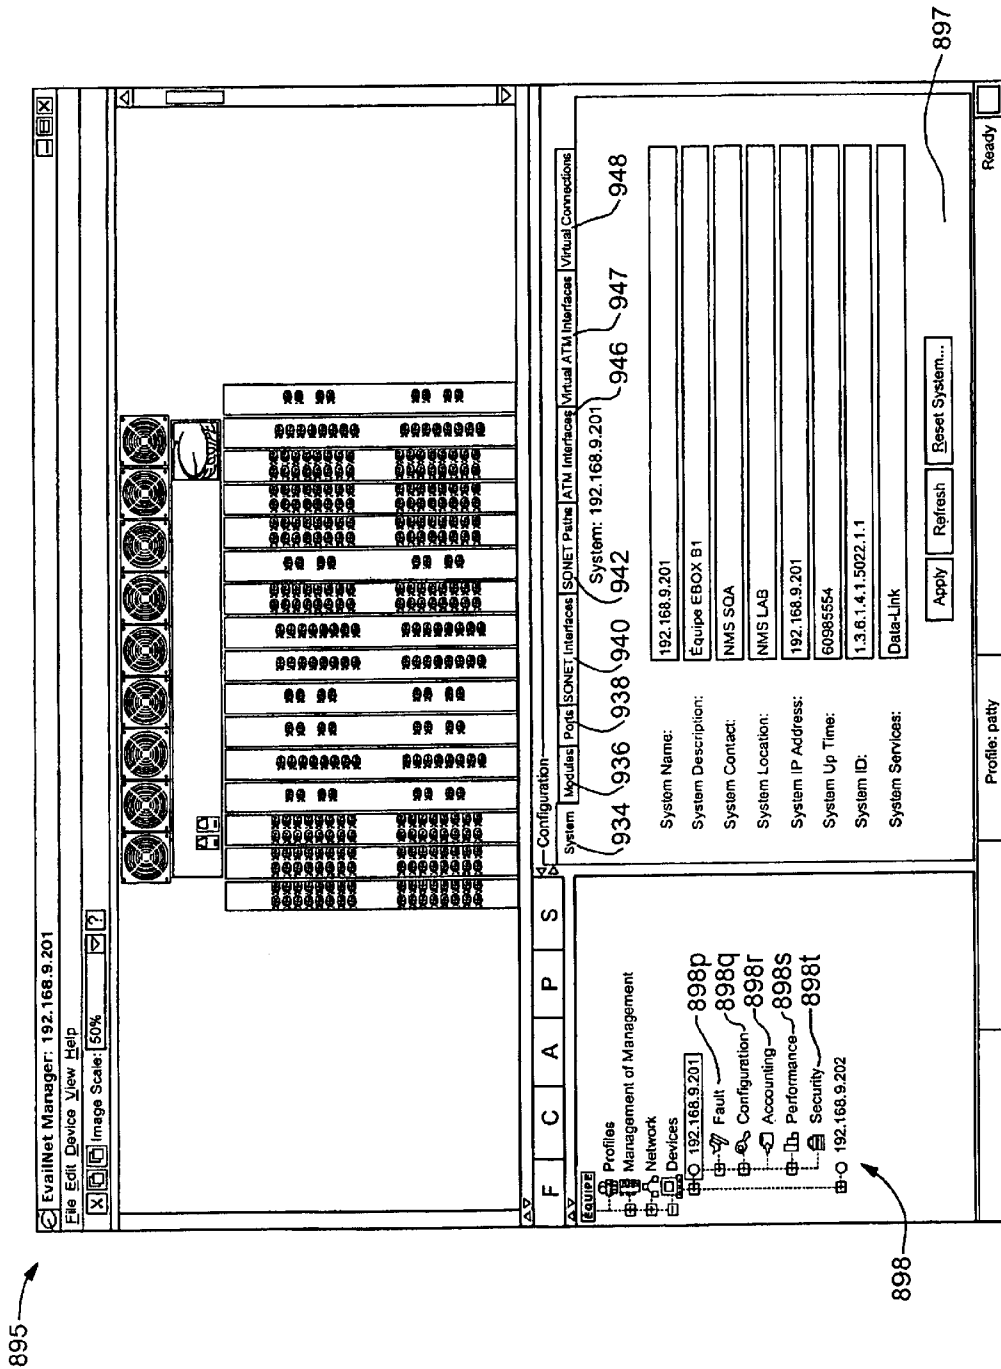 895
EvailNet Manager: 192.168.9.201
File Edit Device View Help
Image Scale: 50% ?
F C A P S
EQUIPE
Profiles
Management of Management
Network
Devices
192.168.9.201
Fault 898p
Configuration 898q
Accounting 898r
Performance 898s
Security 898t
192.168.9.202
898
Configuration
System Modules Ports SONET Interfaces SONET Paths ATM Interfaces Virtual ATM Interfaces Virtual Connections
934 936 938 940 942 946 947 948
System: 192.168.9.201
System Name: 192.168.9.201
System Description: Equipe EBOX B1
System Contact: NMS SQA
System Location: NMS LAB
System IP Address: 192.168.9.201
System Up Time: 60985554
System ID: 1.3.6.1.4.1.5022.1.1
System Services: Data-Link
Apply Refresh Reset System...
897
Profile: patty
Ready